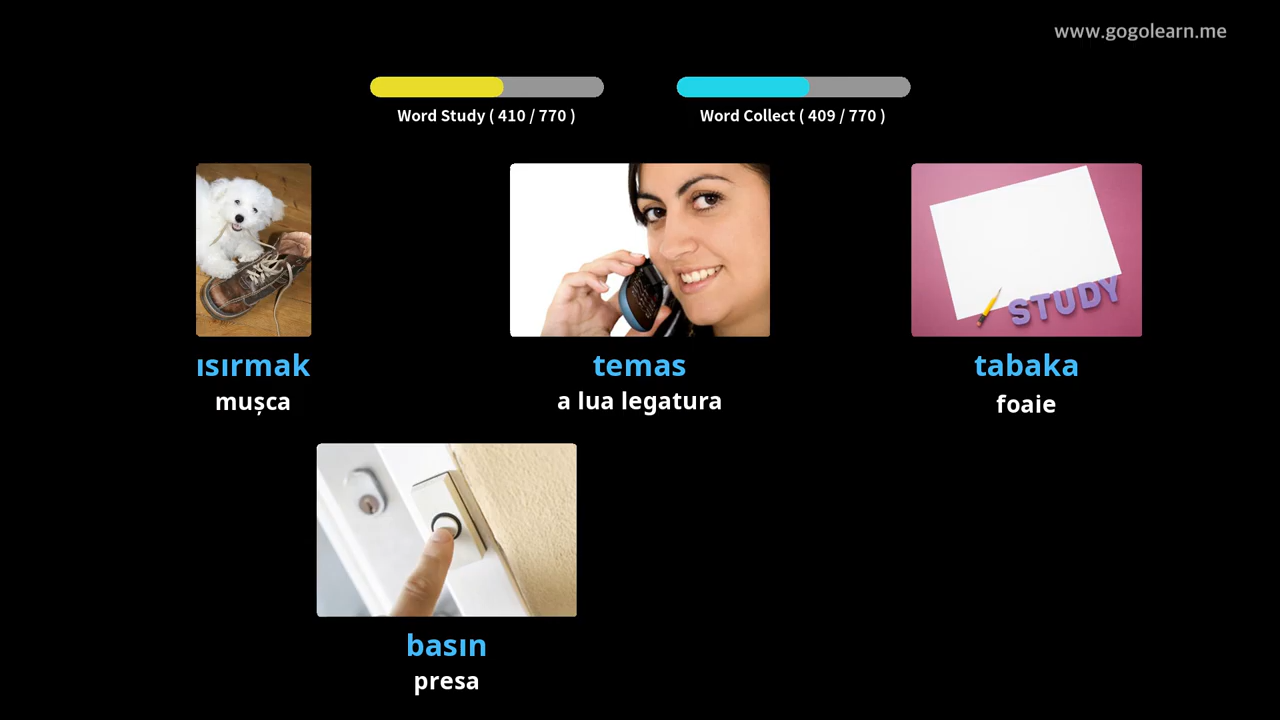 www.gogolearn.me
Word Study ( 410 / 770 )
Word Collect ( 409 / 770 )
STUDY
ısırmak
mușca
temas
a lua legatura
tabaka
foaie
basın
presa